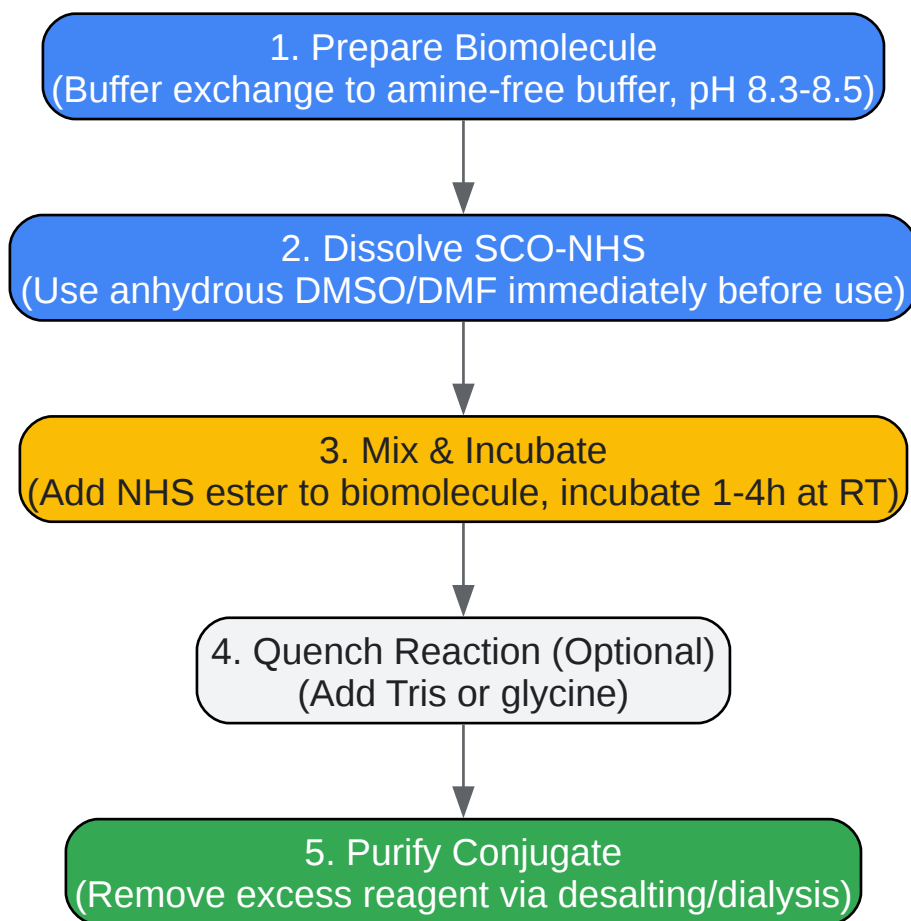 1. Prepare Biomolecule
(Buffer exchange to amine-free buffer, pH 8.3-8.5)
2. Dissolve SCO-NHS
(Use anhydrous DMSO/DMF immediately before use)
3. Mix & Incubate
(Add NHS ester to biomolecule, incubate 1-4h at RT)
4. Quench Reaction (Optional)
(Add Tris or glycine)
5. Purify Conjugate
(Remove excess reagent via desalting/dialysis)